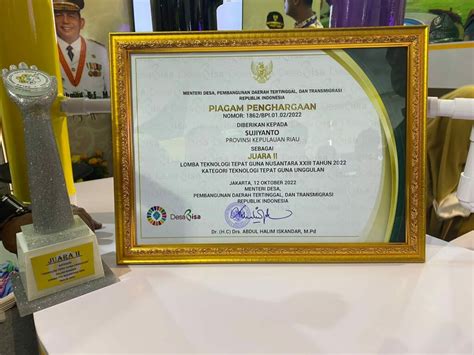 MENTERI DESA, PEMBANGUNAN DAERAH TERTINGGAL, DAN TRANSMIGRASI
REPUBLIK INDONESIA
PIAGAM PENGHARGAAN
NOMOR: 1862/BPI.01.02/2022
DIBERIKAN KEPADA
SUJIYANTO
PROVINSI KEPULAUAN RIAU
SEBAGAI
JUARA II
LOMBA TEKNOLOGI TEPAT GUNA NUSANTARA XXIII TAHUN 2022
KATEGORI TEKNOLOGI TEPAT GUNA UNGGULAN
JAKARTA, 12 OKTOBER 2022
MENTERI DESA,
PEMBANGUNAN DAERAH TERTINGGAL, DAN TRANSMIGRASI
REPUBLIK INDONESIA
Dr. (H.C) Drs. ABDUL HALIM ISKANDAR, M.Pd
JUARA II